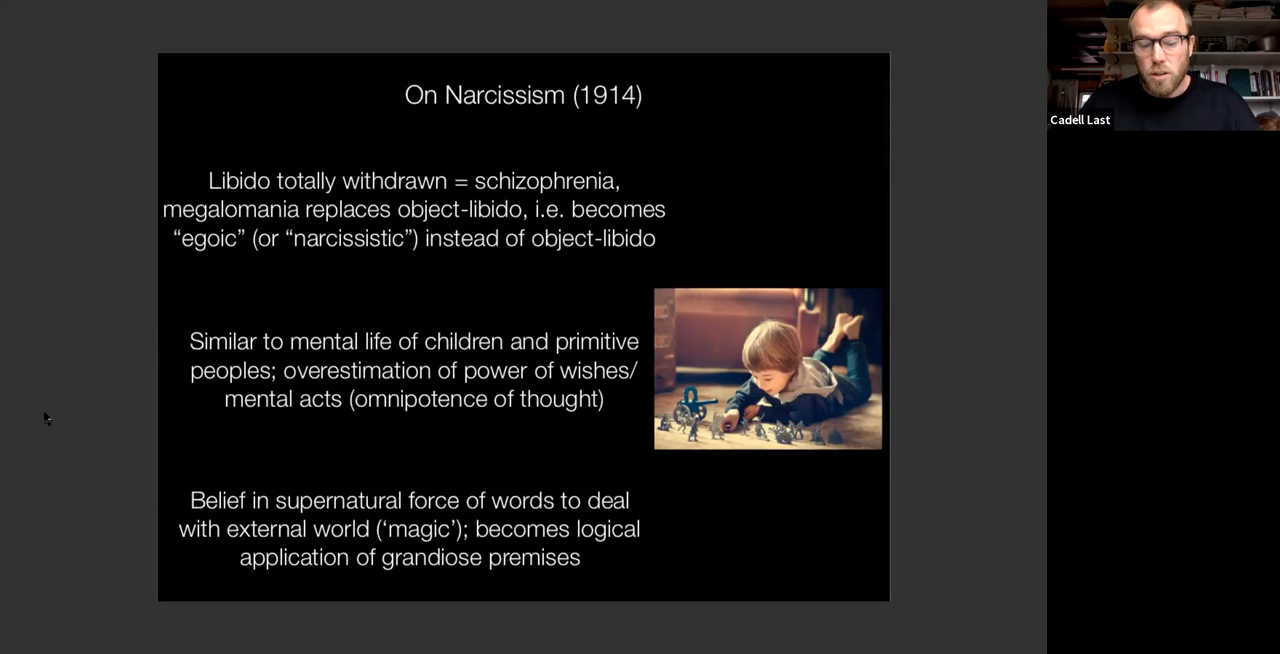 On Narcissism (1914)
Libido totally withdrawn = schizophrenia,
megalomania replaces object-libido, i.e. becomes
“egoic” (or “narcissistic”) instead of object-libido
Similar to mental life of children and primitive
peoples; overestimation of power of wishes/
mental acts (omnipotence of thought)
Belief in supernatural force of words to deal
with external world (‘magic’); becomes logical
application of grandiose premises
Cadell Last